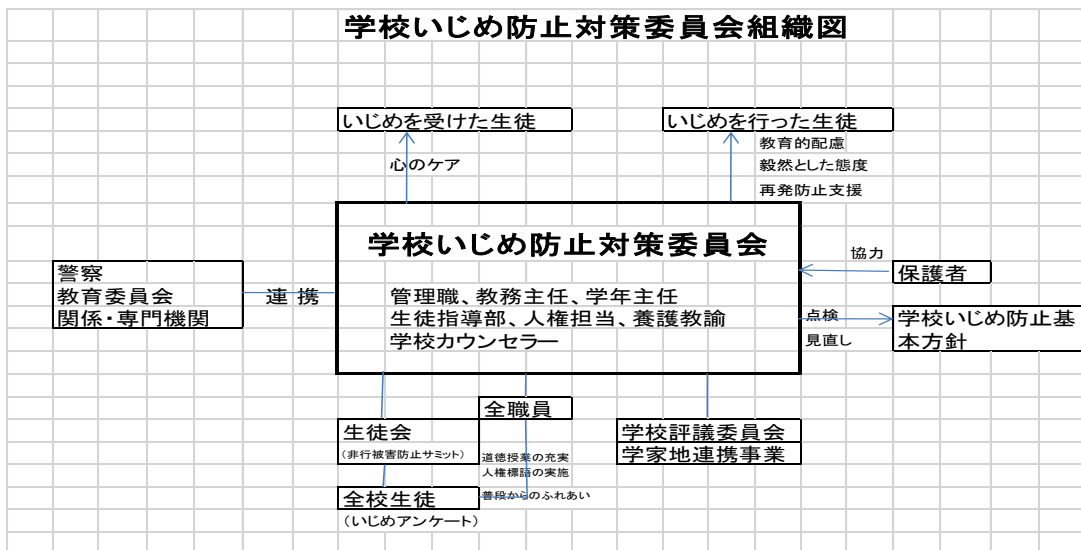 学校いじめ防止対策委員会組織図
いじめを受けた生徒
いじめを行った生徒
心のケア
教育的配慮
毅然とした態度
再発防止支援
学校いじめ防止対策委員会
管理職、教務主任、学年主任
生徒指導部、人権担当、養護教諭
学校カウンセラー
警察
教育委員会
関係・専門機関
連 携
協力
保護者
点検
見直し
学校いじめ防止基
本方針
全職員
生徒会
(非行被害防止サミット)
道徳授業の充実
人権標語の実施
普段からのふれあい
全校生徒
(いじめアンケート)
学校評議委員会
学家地連携事業